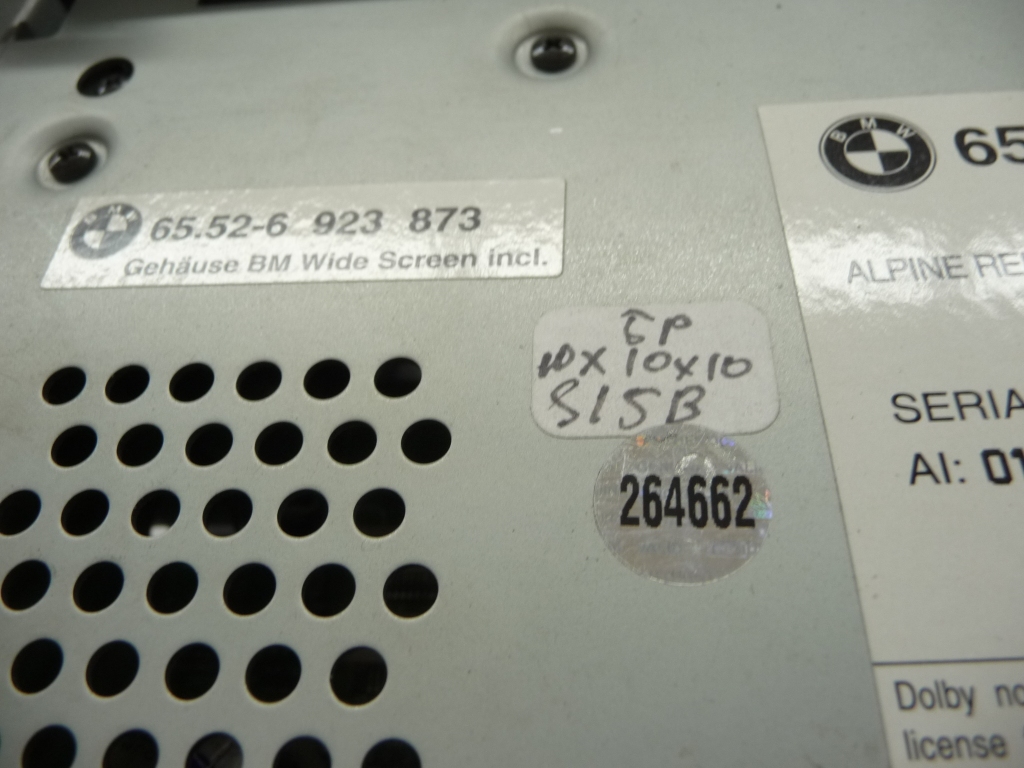 BMW 65.52-6 923 873
Gehäuse BM Wide Screen incl.
10X10X10
S15B
264662
BMW 65
ALPINE RE
SERIA
AI: 01
Dolby no
license